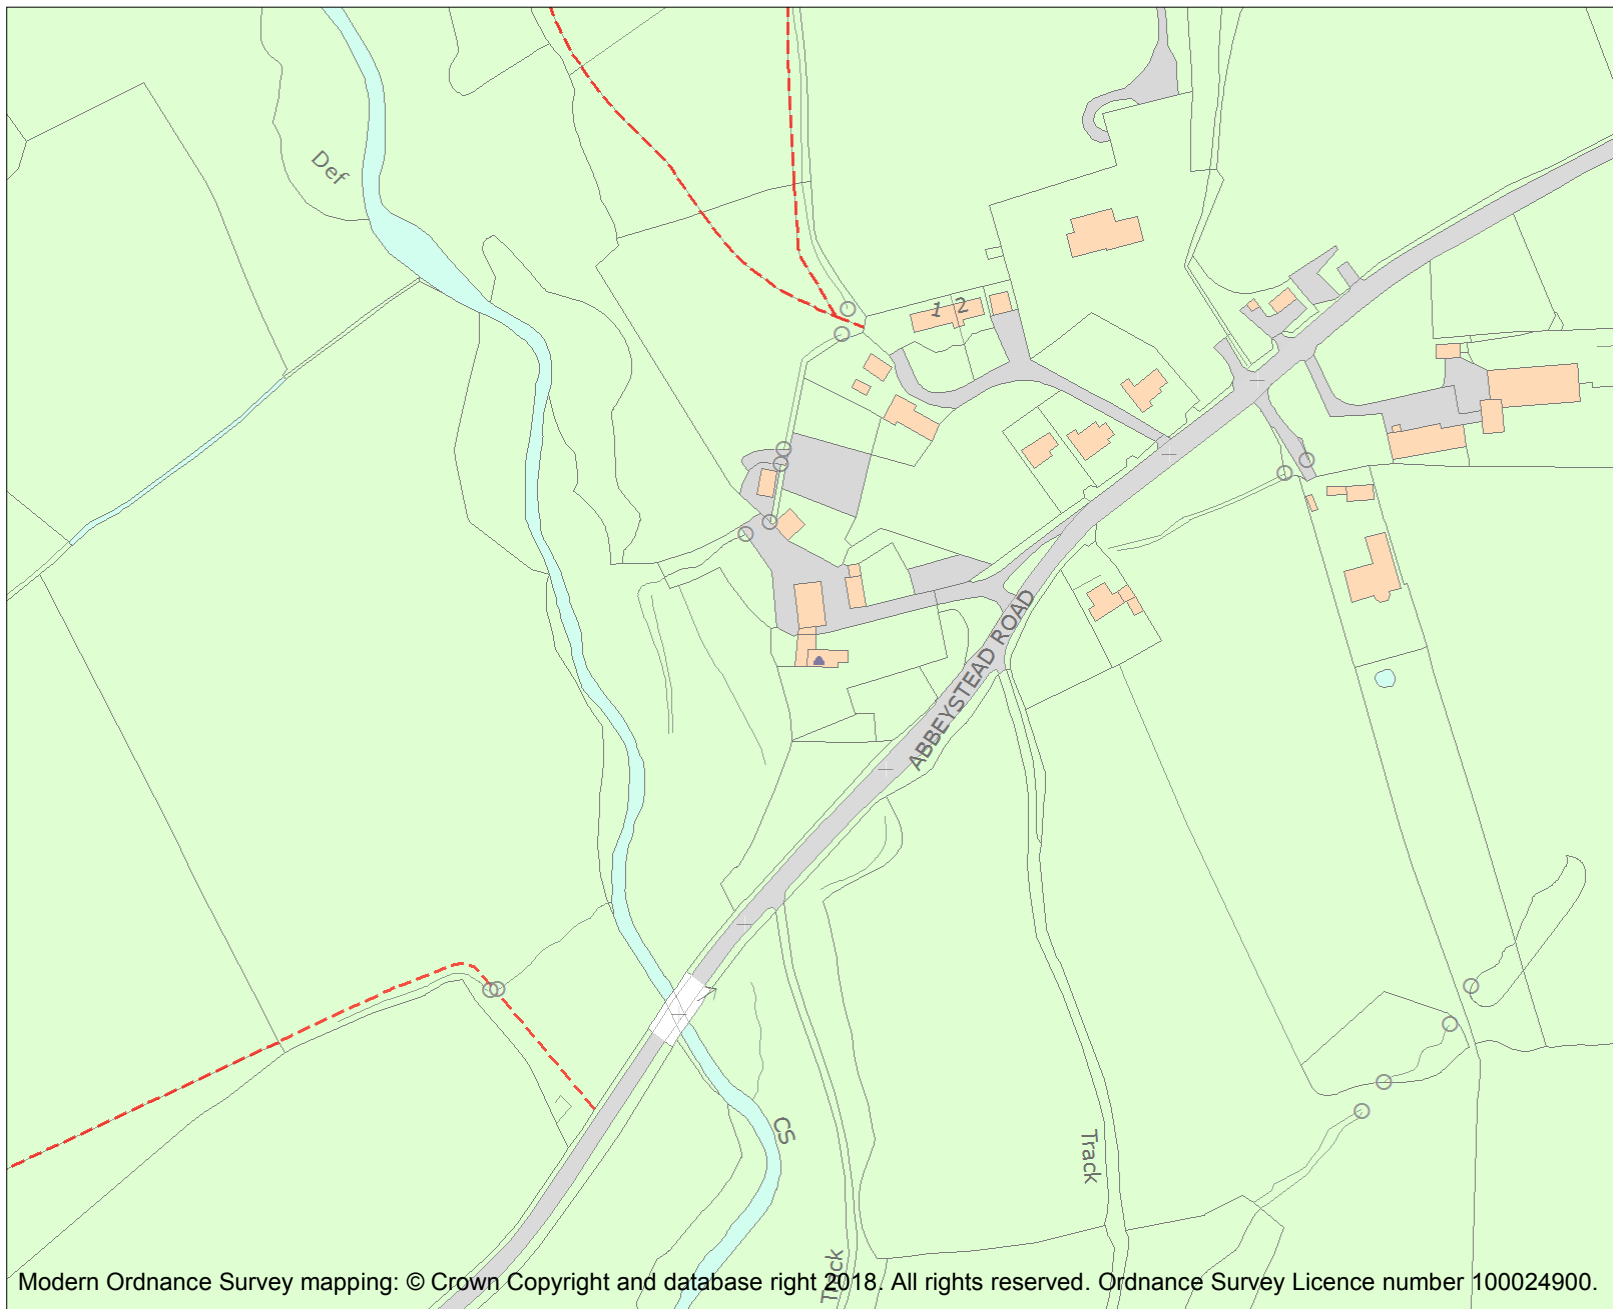 Def
1 2
ABBEYSTEAD ROAD
CS
Track
Track
Modern Ordnance Survey mapping: © Crown Copyright and database right 2018. All rights reserved. Ordnance Survey Licence number 100024900.